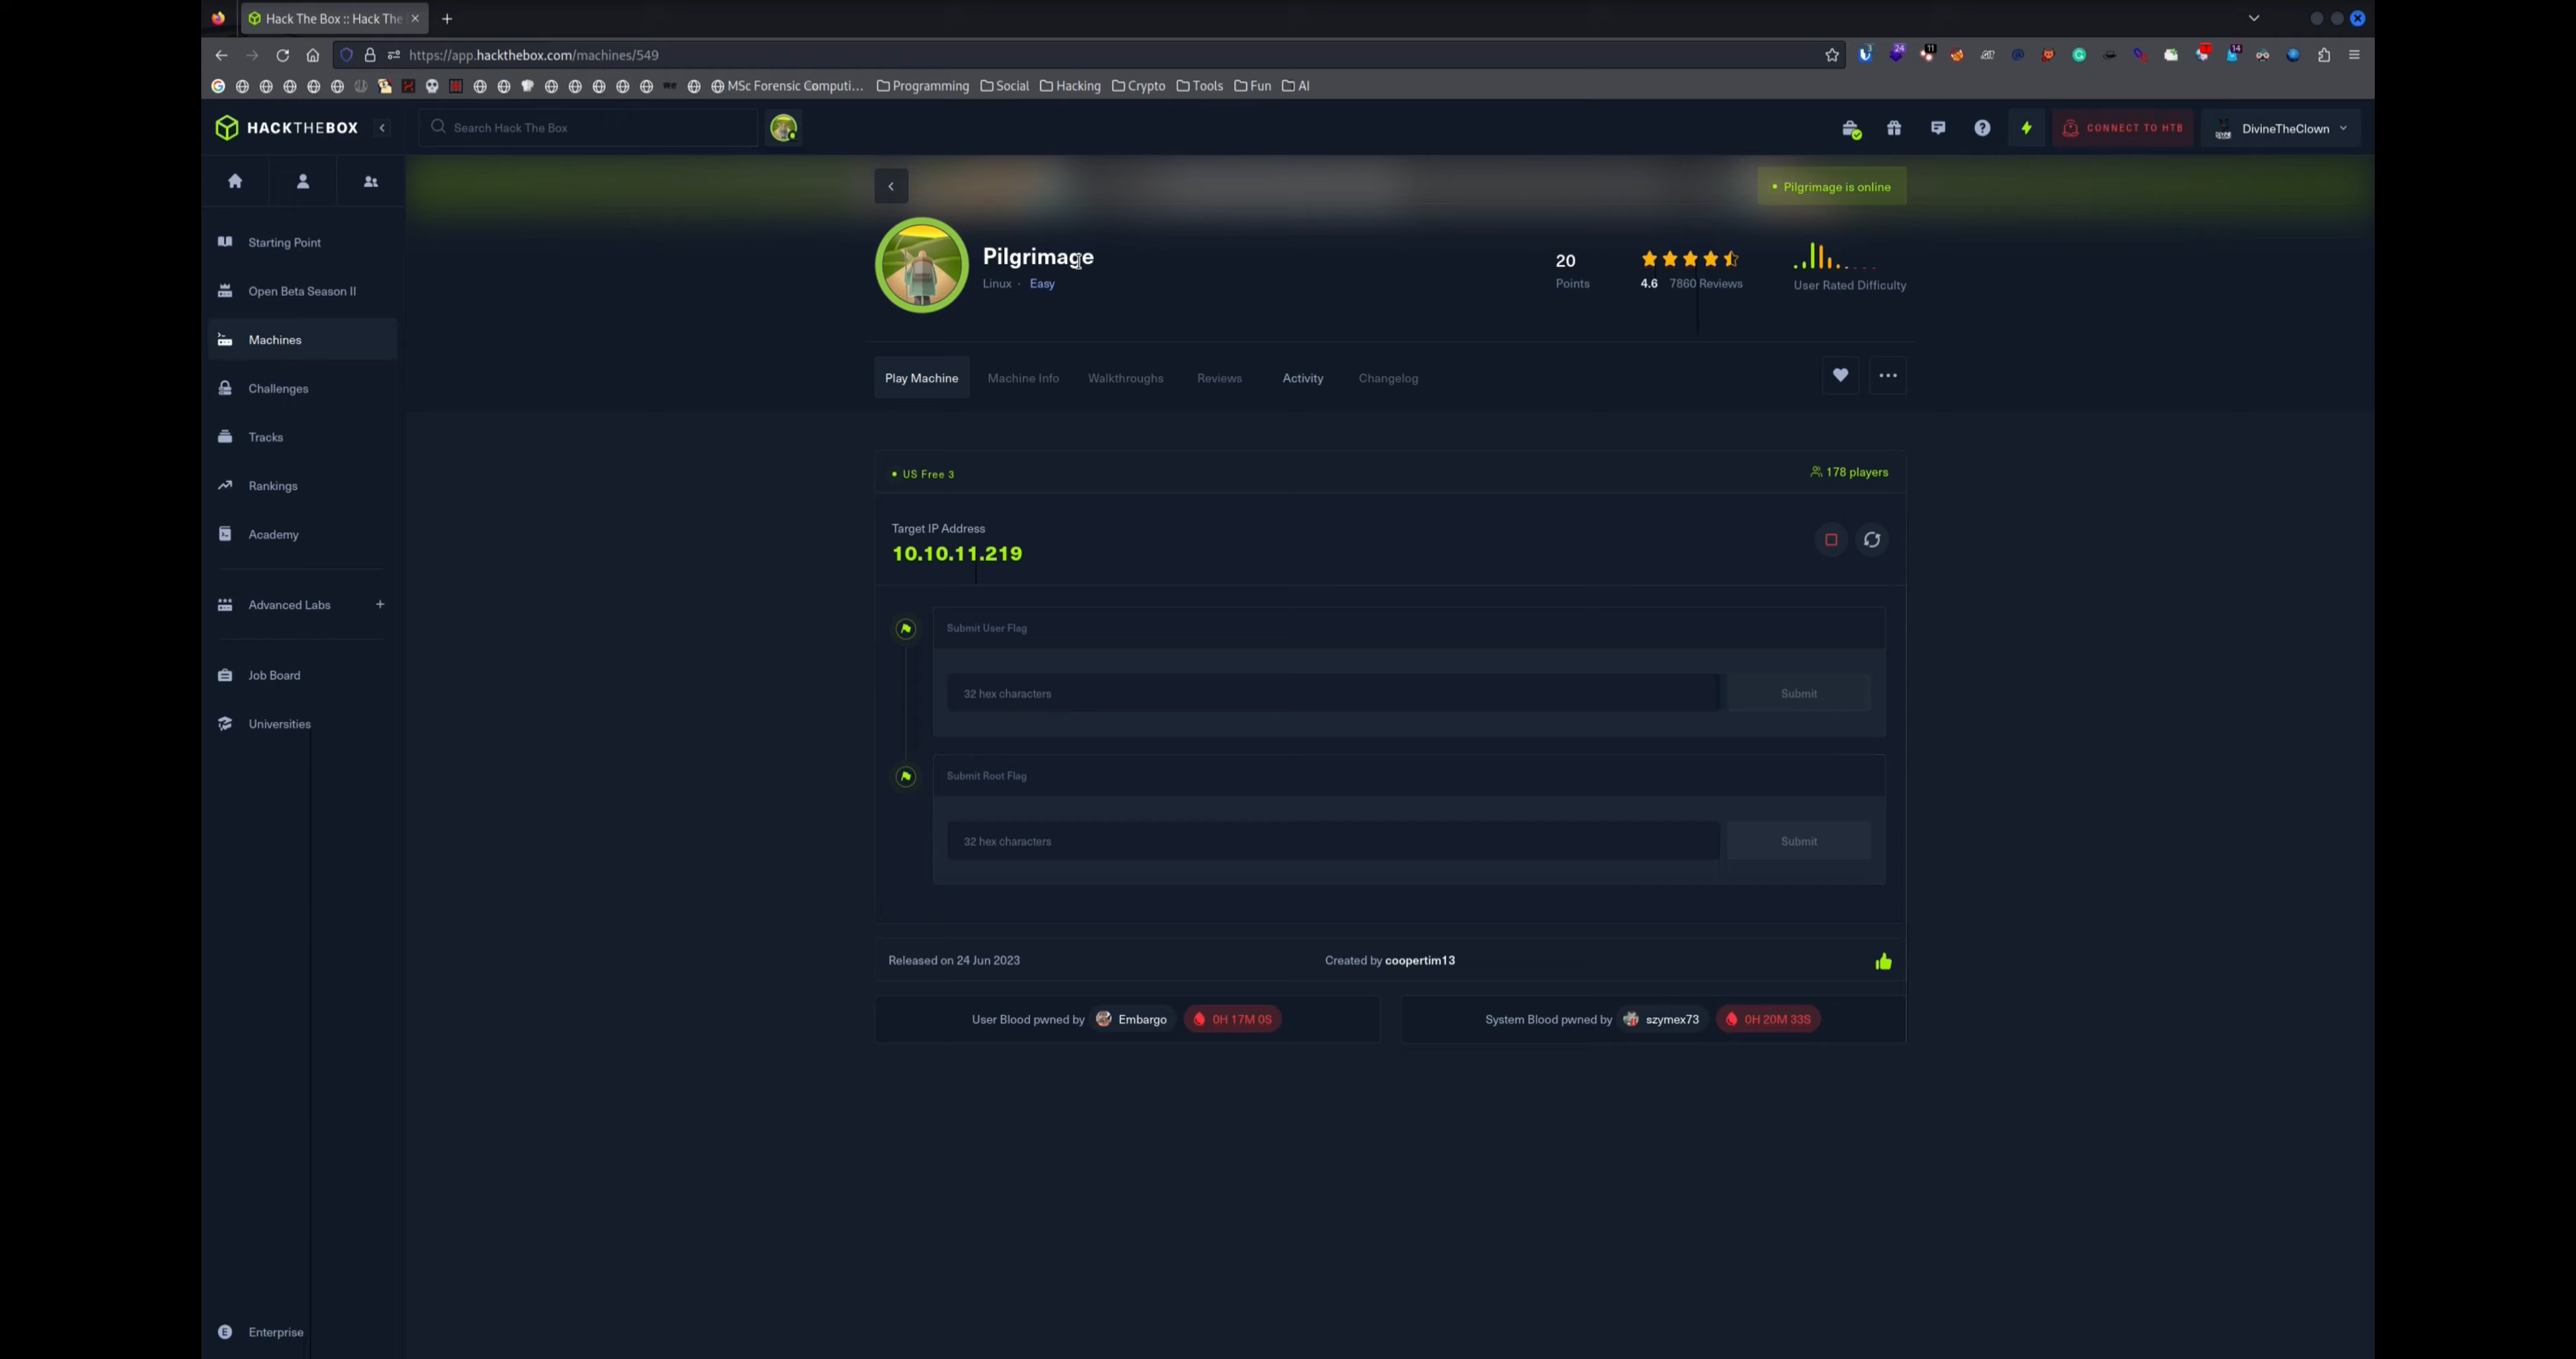 Hack The Box :: Hack The
https://app.hackthebox.com/machines/549
MSc Forensic Computi... Programming Social Hacking Crypto Tools Fun AI
HACKTHEBOX
Search Hack The Box
CONNECT TO HTB
DivineTheClown
Pilgrimage is online
Starting Point
Open Beta Season II
Machines
Challenges
Tracks
Rankings
Academy
Advanced Labs
Job Board
Universities
Enterprise
Pilgrimage
Linux · Easy
20
Points
4.6 7860 Reviews
User Rated Difficulty
Play Machine Machine Info Walkthroughs Reviews Activity Changelog
US Free 3
178 players
Target IP Address
10.10.11.219
Submit User Flag
32 hex characters
Submit
Submit Root Flag
32 hex characters
Submit
Released on 24 Jun 2023
Created by coopertim13
User Blood pwned by Embargo 0H 17M 0S
System Blood pwned by szymex73 0H 20M 33S